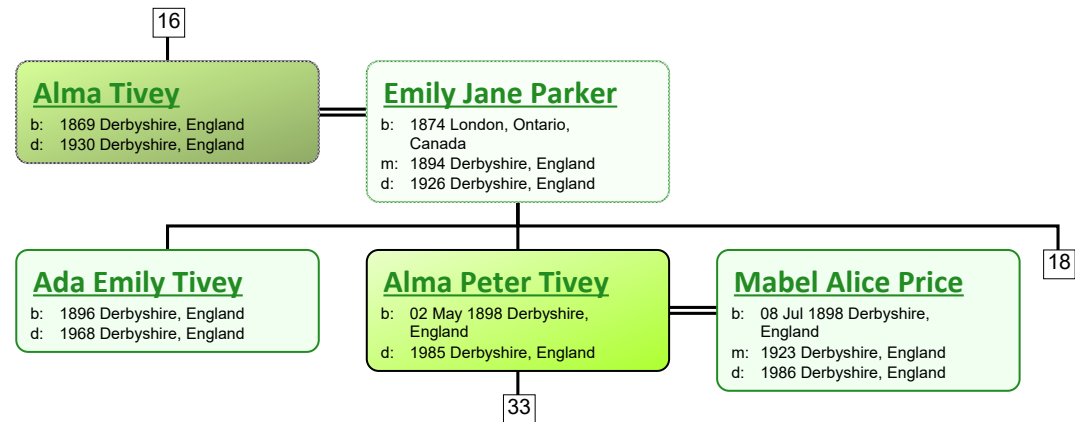 16
Alma Tivey
b: 1869 Derbyshire, England
d: 1930 Derbyshire, England
Emily Jane Parker
b: 1874 London, Ontario,
Canada
m: 1894 Derbyshire, England
d: 1926 Derbyshire, England
18
Ada Emily Tivey
b: 1896 Derbyshire, England
d: 1968 Derbyshire, England
Alma Peter Tivey
b: 02 May 1898 Derbyshire,
England
d: 1985 Derbyshire, England
Mabel Alice Price
b: 08 Jul 1898 Derbyshire,
England
m: 1923 Derbyshire, England
d: 1986 Derbyshire, England
33